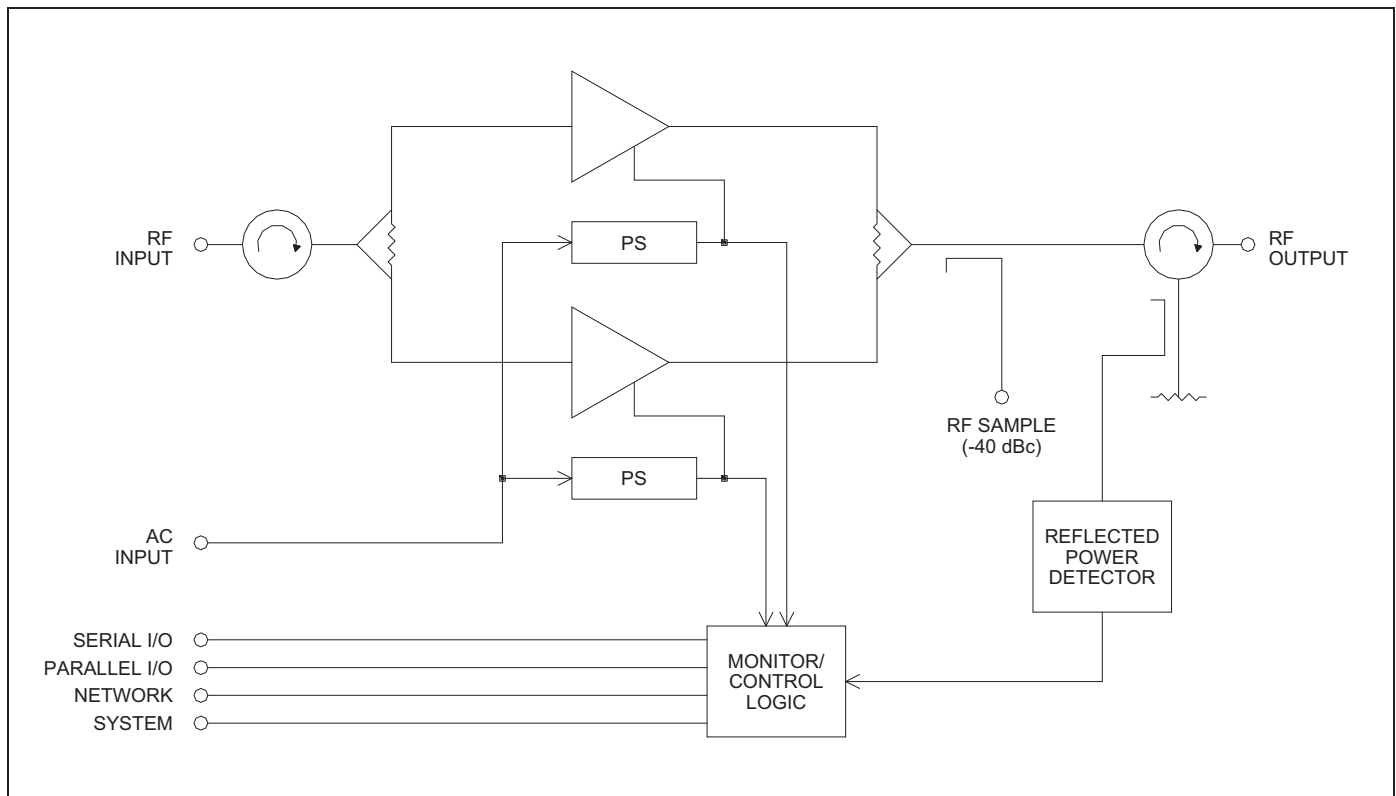 RF
INPUT
PS
RF
OUTPUT
RF SAMPLE
(-40 dBc)
PS
AC
INPUT
REFLECTED
POWER
DETECTOR
SERIAL I/O
PARALLEL I/O
NETWORK
SYSTEM
MONITOR/
CONTROL
LOGIC